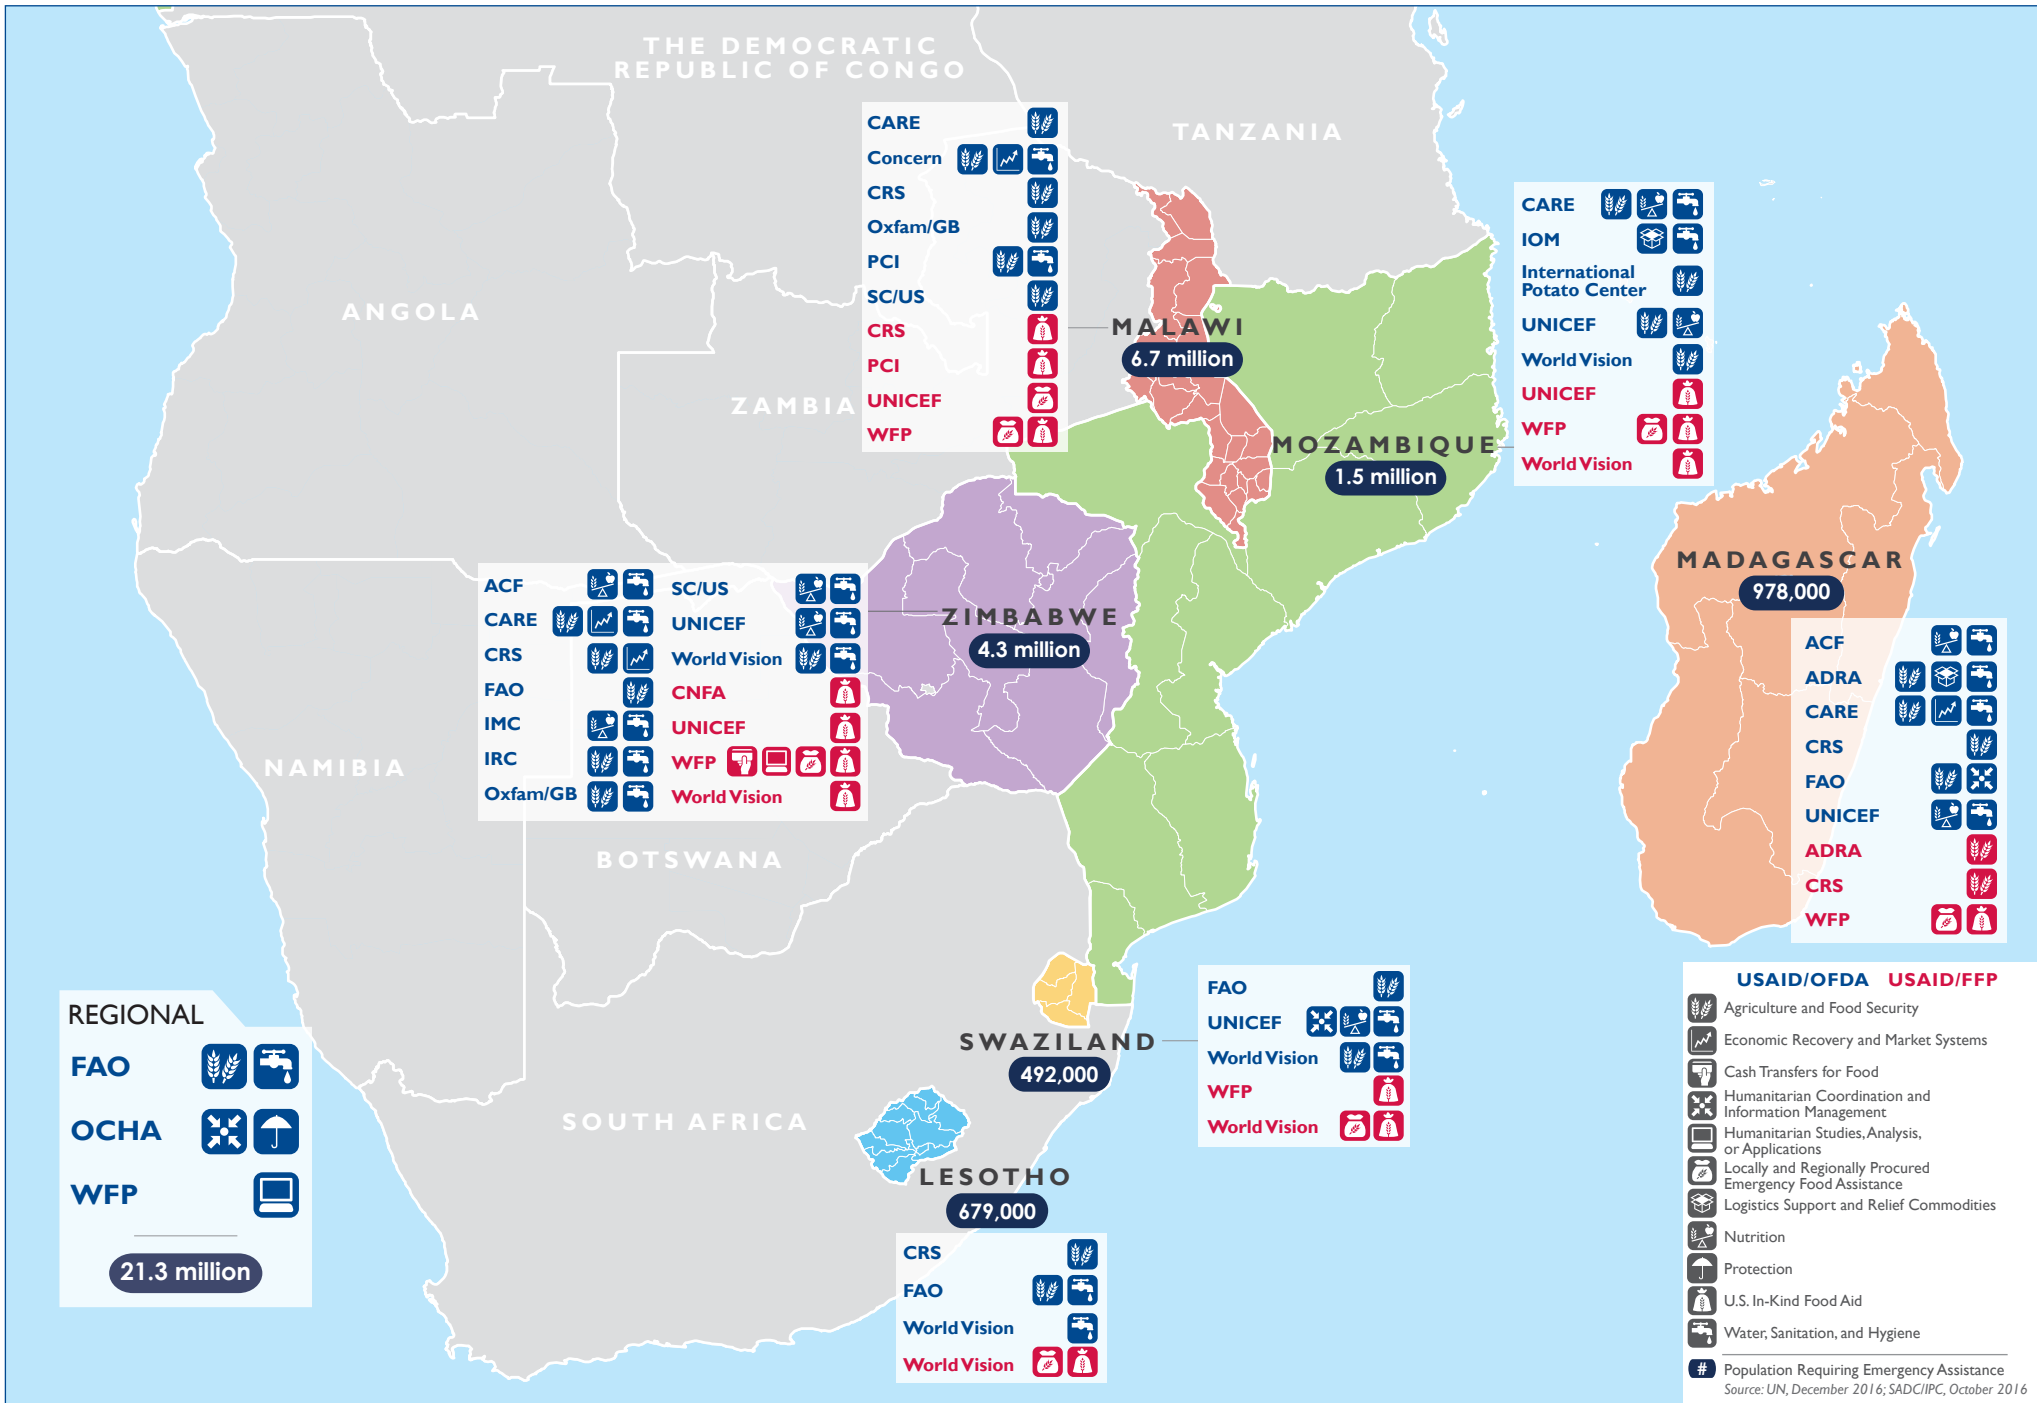 THE DEMOCRATIC
REPUBLIC OF CONGO
TANZANIA
ANGOLA
ZAMBIA
NAMIBIA
BOTSWANA
SOUTH AFRICA
CARE
Concern
CRS
Oxfam/GB
PCI
SC/US
CRS
PCI
UNICEF
WFP
MALAWI
6.7 million
CARE
IOM
International
Potato Center
UNICEF
World Vision
UNICEF
WFP
World Vision
MOZAMBIQUE
1.5 million
MADAGASCAR
978,000
ACF
ADRA
CARE
CRS
FAO
UNICEF
ADRA
CRS
WFP
ACF
CARE
CRS
FAO
IMC
IRC
Oxfam/GB
SC/US
UNICEF
World Vision
CNFA
UNICEF
WFP
World Vision
ZIMBABWE
4.3 million
SWAZILAND
492,000
FAO
UNICEF
World Vision
WFP
World Vision
LESOTHO
679,000
CRS
FAO
World Vision
World Vision
REGIONAL
FAO
OCHA
WFP
21.3 million
USAID/OFDA USAID/FFP
Agriculture and Food Security
Economic Recovery and Market Systems
Cash Transfers for Food
Humanitarian Coordination and
Information Management
Humanitarian Studies, Analysis,
or Applications
Locally and Regionally Procured
Emergency Food Assistance
Logistics Support and Relief Commodities
Nutrition
Protection
U.S. In-Kind Food Aid
Water, Sanitation, and Hygiene
# Population Requiring Emergency Assistance
Source: UN, December 2016; SADC/IPC, October 2016